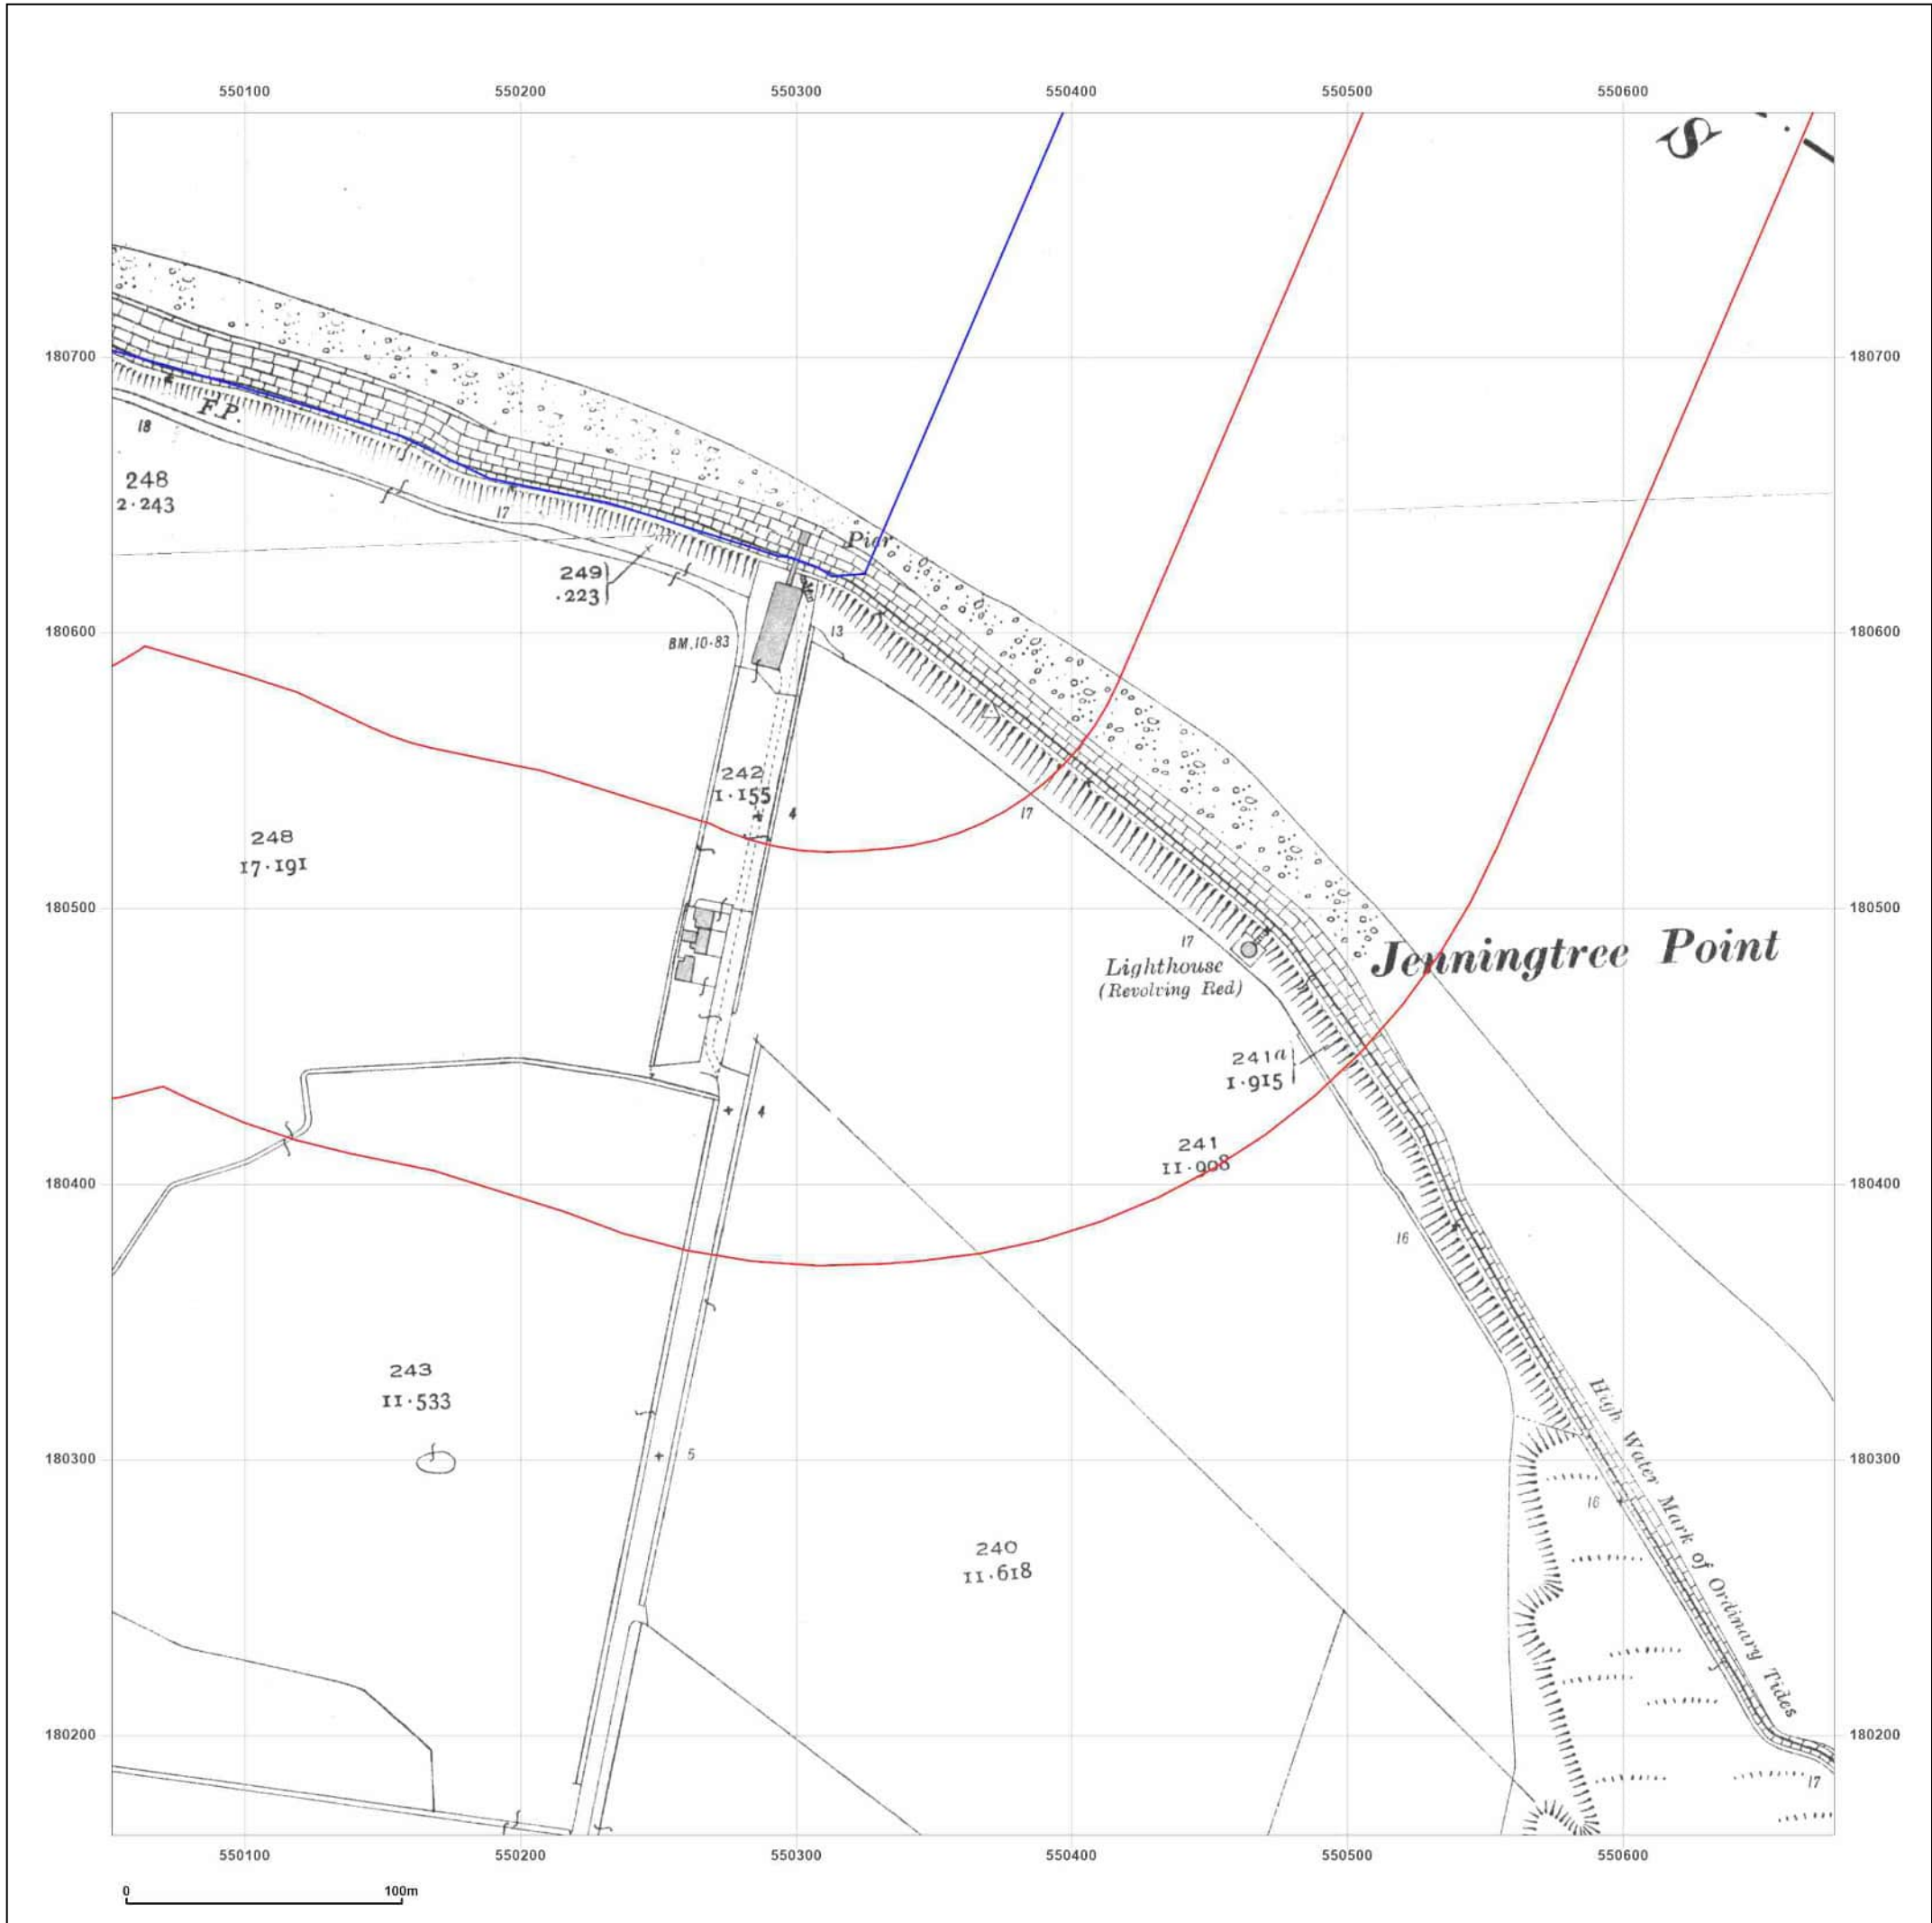 550100 550200 550300 550400 550500 550600
S
180700 180700
F.P.
18
248
2·243
17
Pier
249
·223
BM.10·83
13
180600 180600
242
1·155
4
17
248
17·191
180500 180500
17
Jenningtree Point
Lighthouse
(Revolving Red)
241a
1·915
4
241
11·008
180400 180400
16
243
11·533
High Water Mark of Ordinary Tides
5
180300 180300
16
240
11·618
180200 180200
17
550100 550200 550300 550400 550500 550600
0 100m